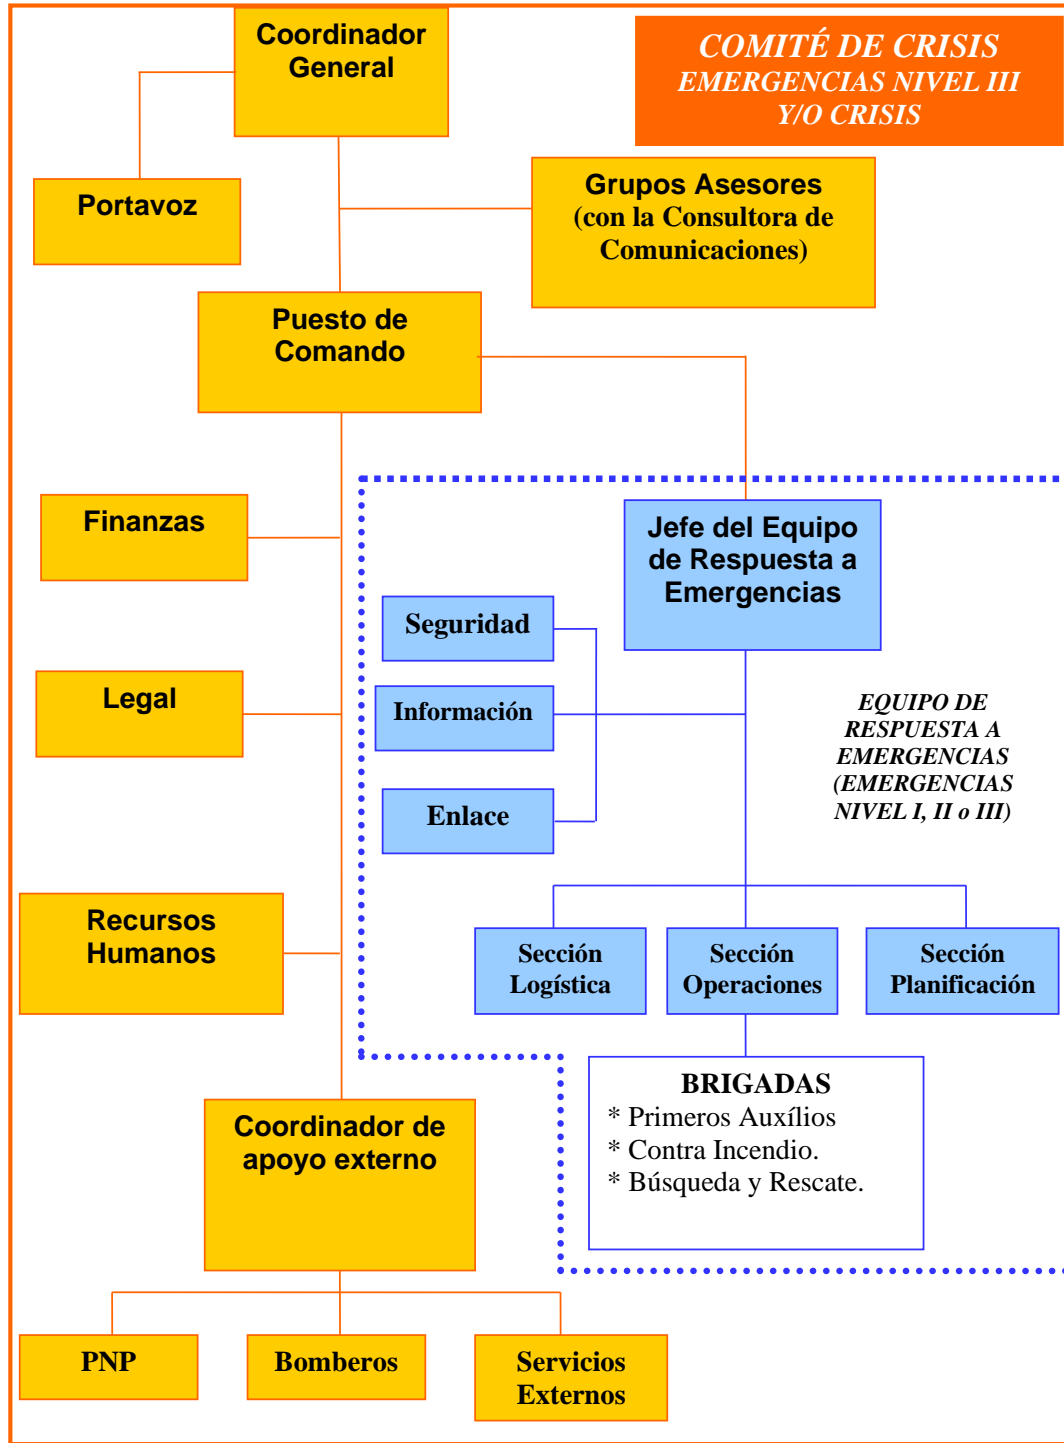 Coordinador
General
COMITÉ DE CRISIS
EMERGENCIAS NIVEL III
Y/O CRISIS
Portavoz
Grupos Asesores
(con la Consultora de
Comunicaciones)
Puesto de
Comando
Finanzas
Jefe del Equipo
de Respuesta a
Emergencias
Seguridad
Legal
Información
EQUIPO DE
RESPUESTA A
EMERGENCIAS
(EMERGENCIAS
NIVEL I, II o III)
Enlace
Recursos
Humanos
Sección
Logística
Sección
Operaciones
Sección
Planificación
BRIGADAS
* Primeros Auxílios
* Contra Incendio.
* Búsqueda y Rescate.
Coordinador de
apoyo externo
PNP
Bomberos
Servicios
Externos